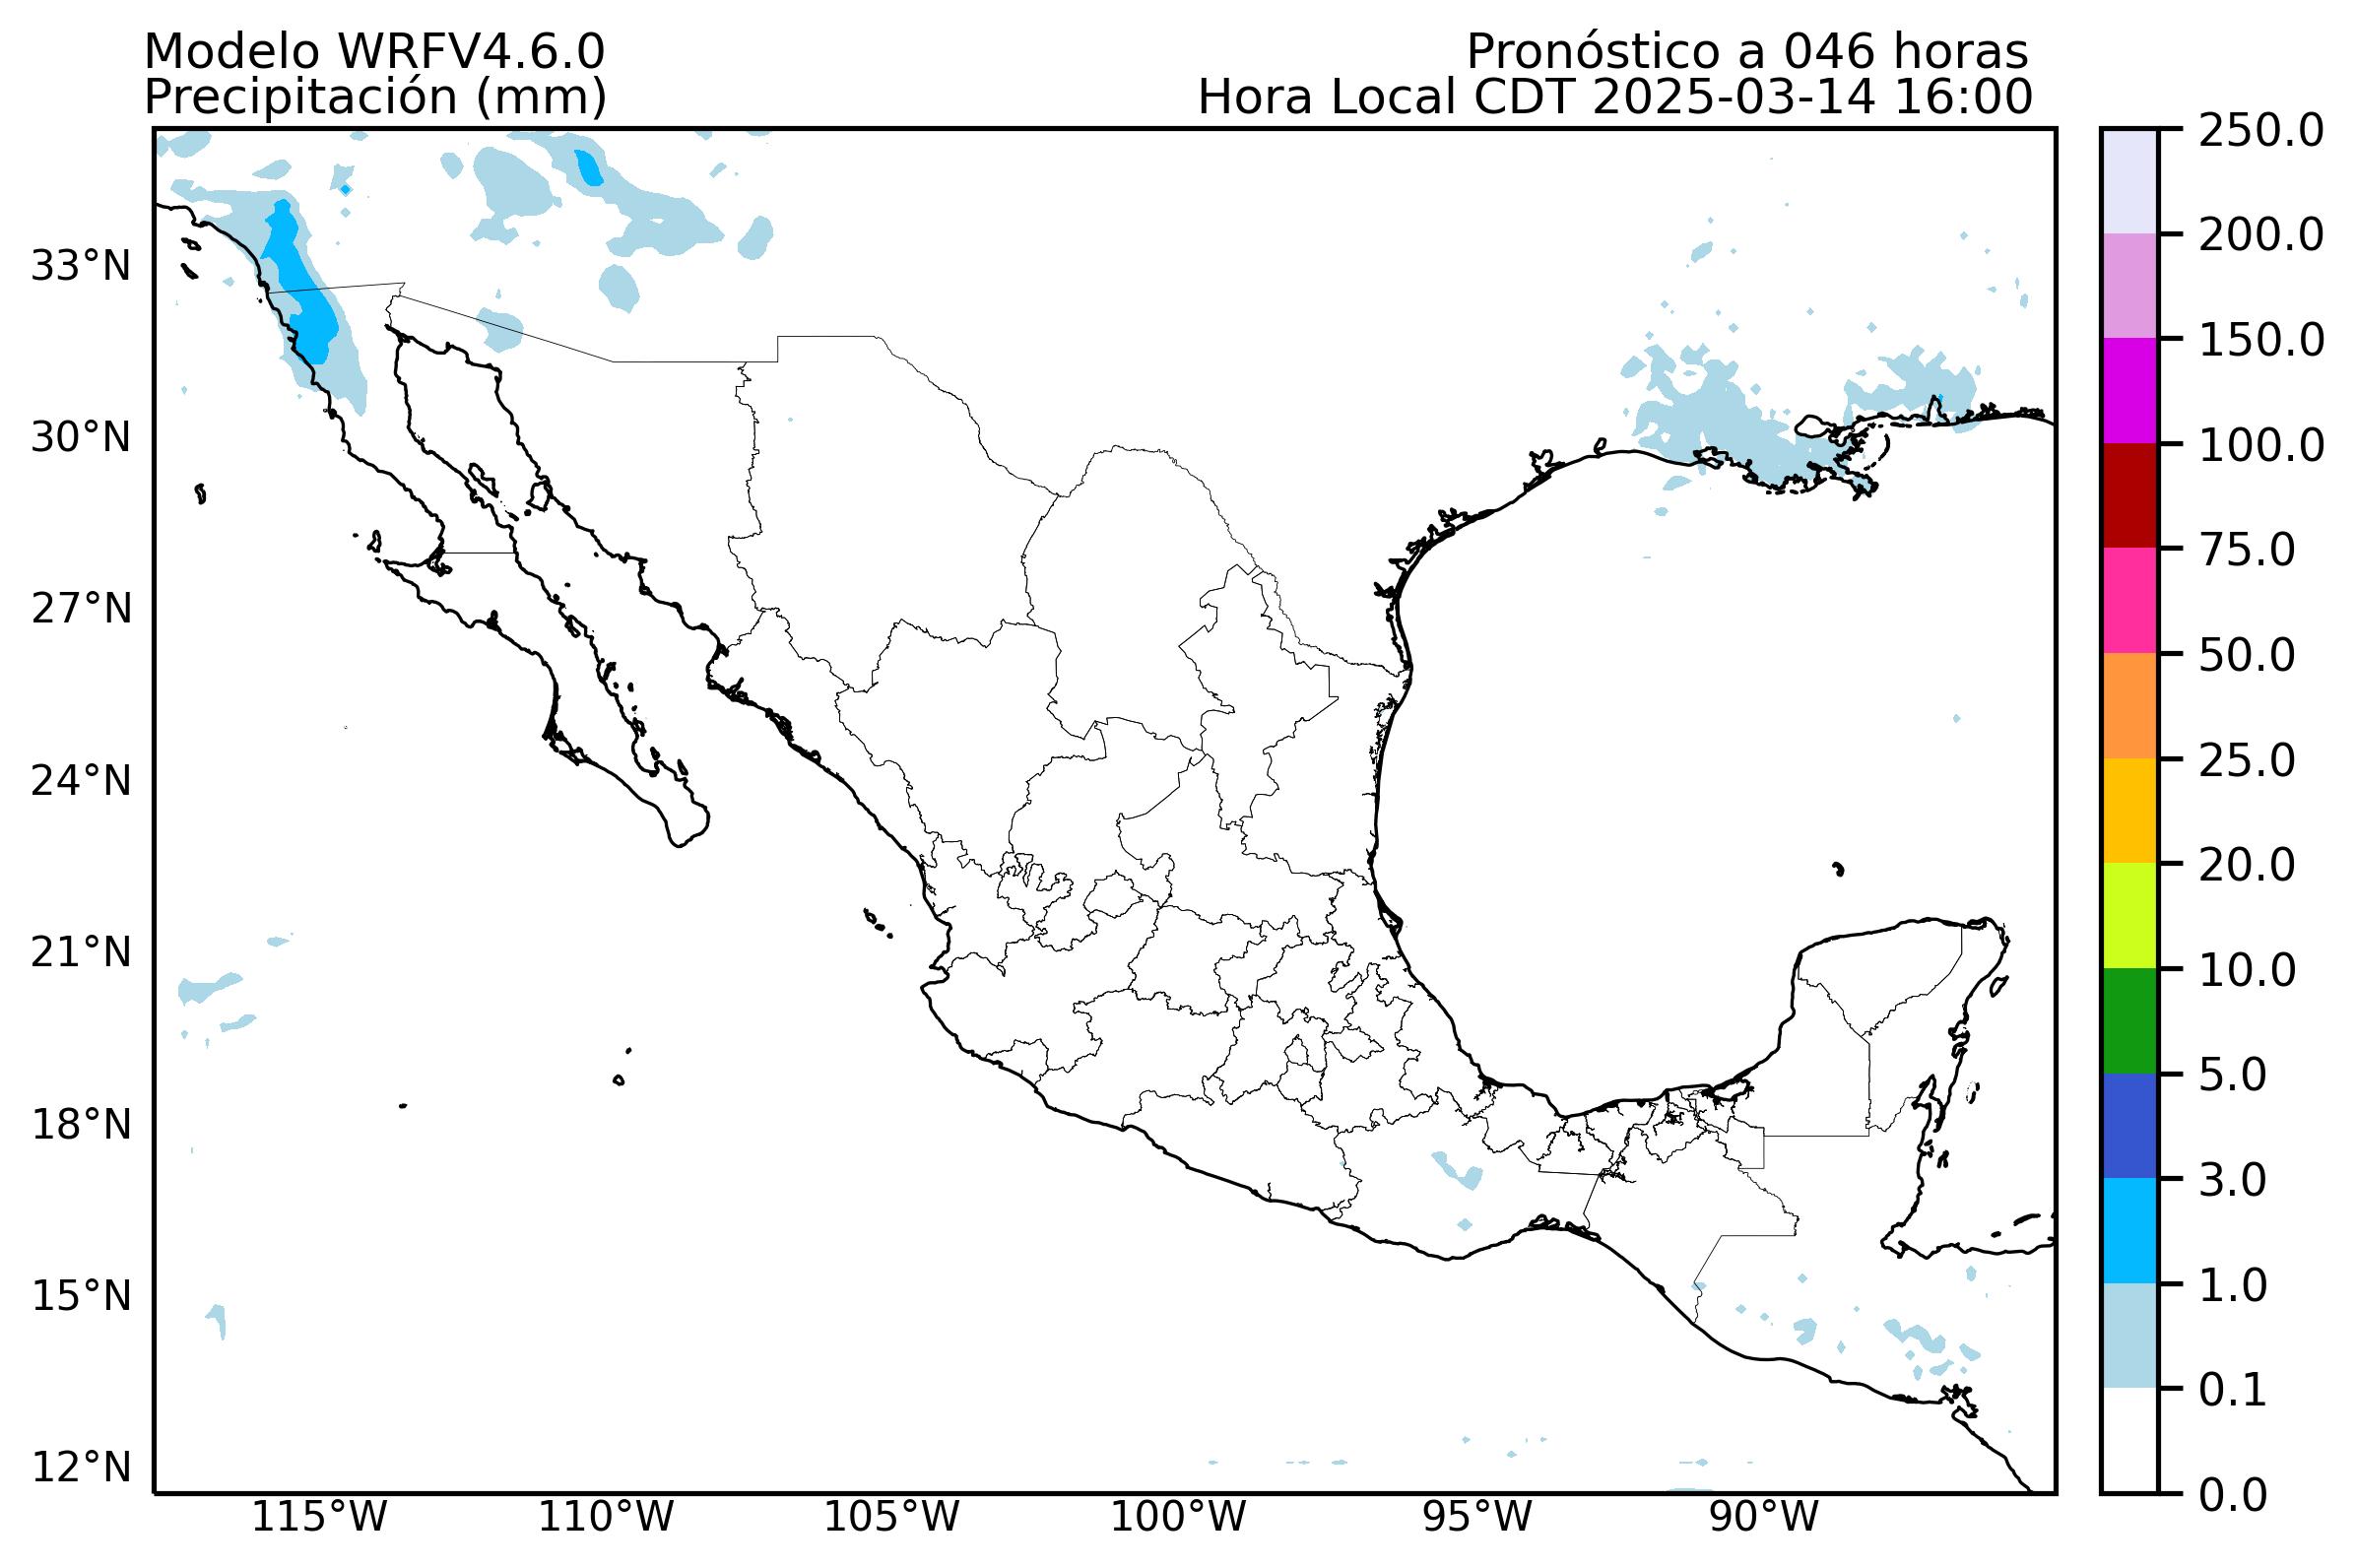 Modelo WRFV4.6.0
Precipitación (mm)
Pronóstico a 046 horas
Hora Local CDT 2025-03-14 16:00
33°N
30°N
27°N
24°N
21°N
18°N
15°N
12°N
115°W
110°W
105°W
100°W
95°W
90°W
250.0
200.0
150.0
100.0
75.0
50.0
25.0
20.0
10.0
5.0
3.0
1.0
0.1
0.0